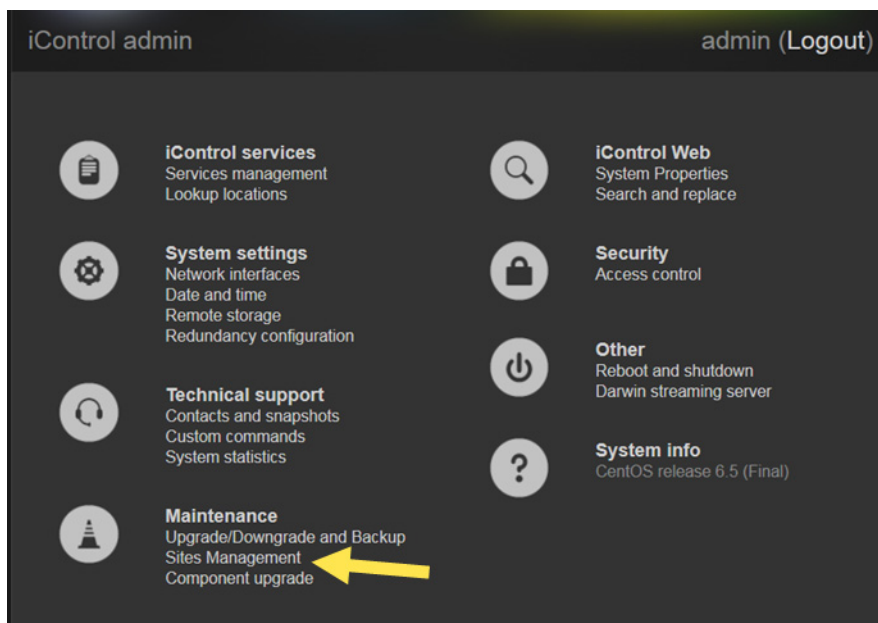 iControl admin
admin (Logout)
iControl services
Services management
Lookup locations
System settings
Network interfaces
Date and time
Remote storage
Redundancy configuration
Technical support
Contacts and snapshots
Custom commands
System statistics
Maintenance
Upgrade/Downgrade and Backup
Sites Management
Component upgrade
iControl Web
System Properties
Search and replace
Security
Access control
Other
Reboot and shutdown
Darwin streaming server
System info
CentOS release 6.5 (Final)